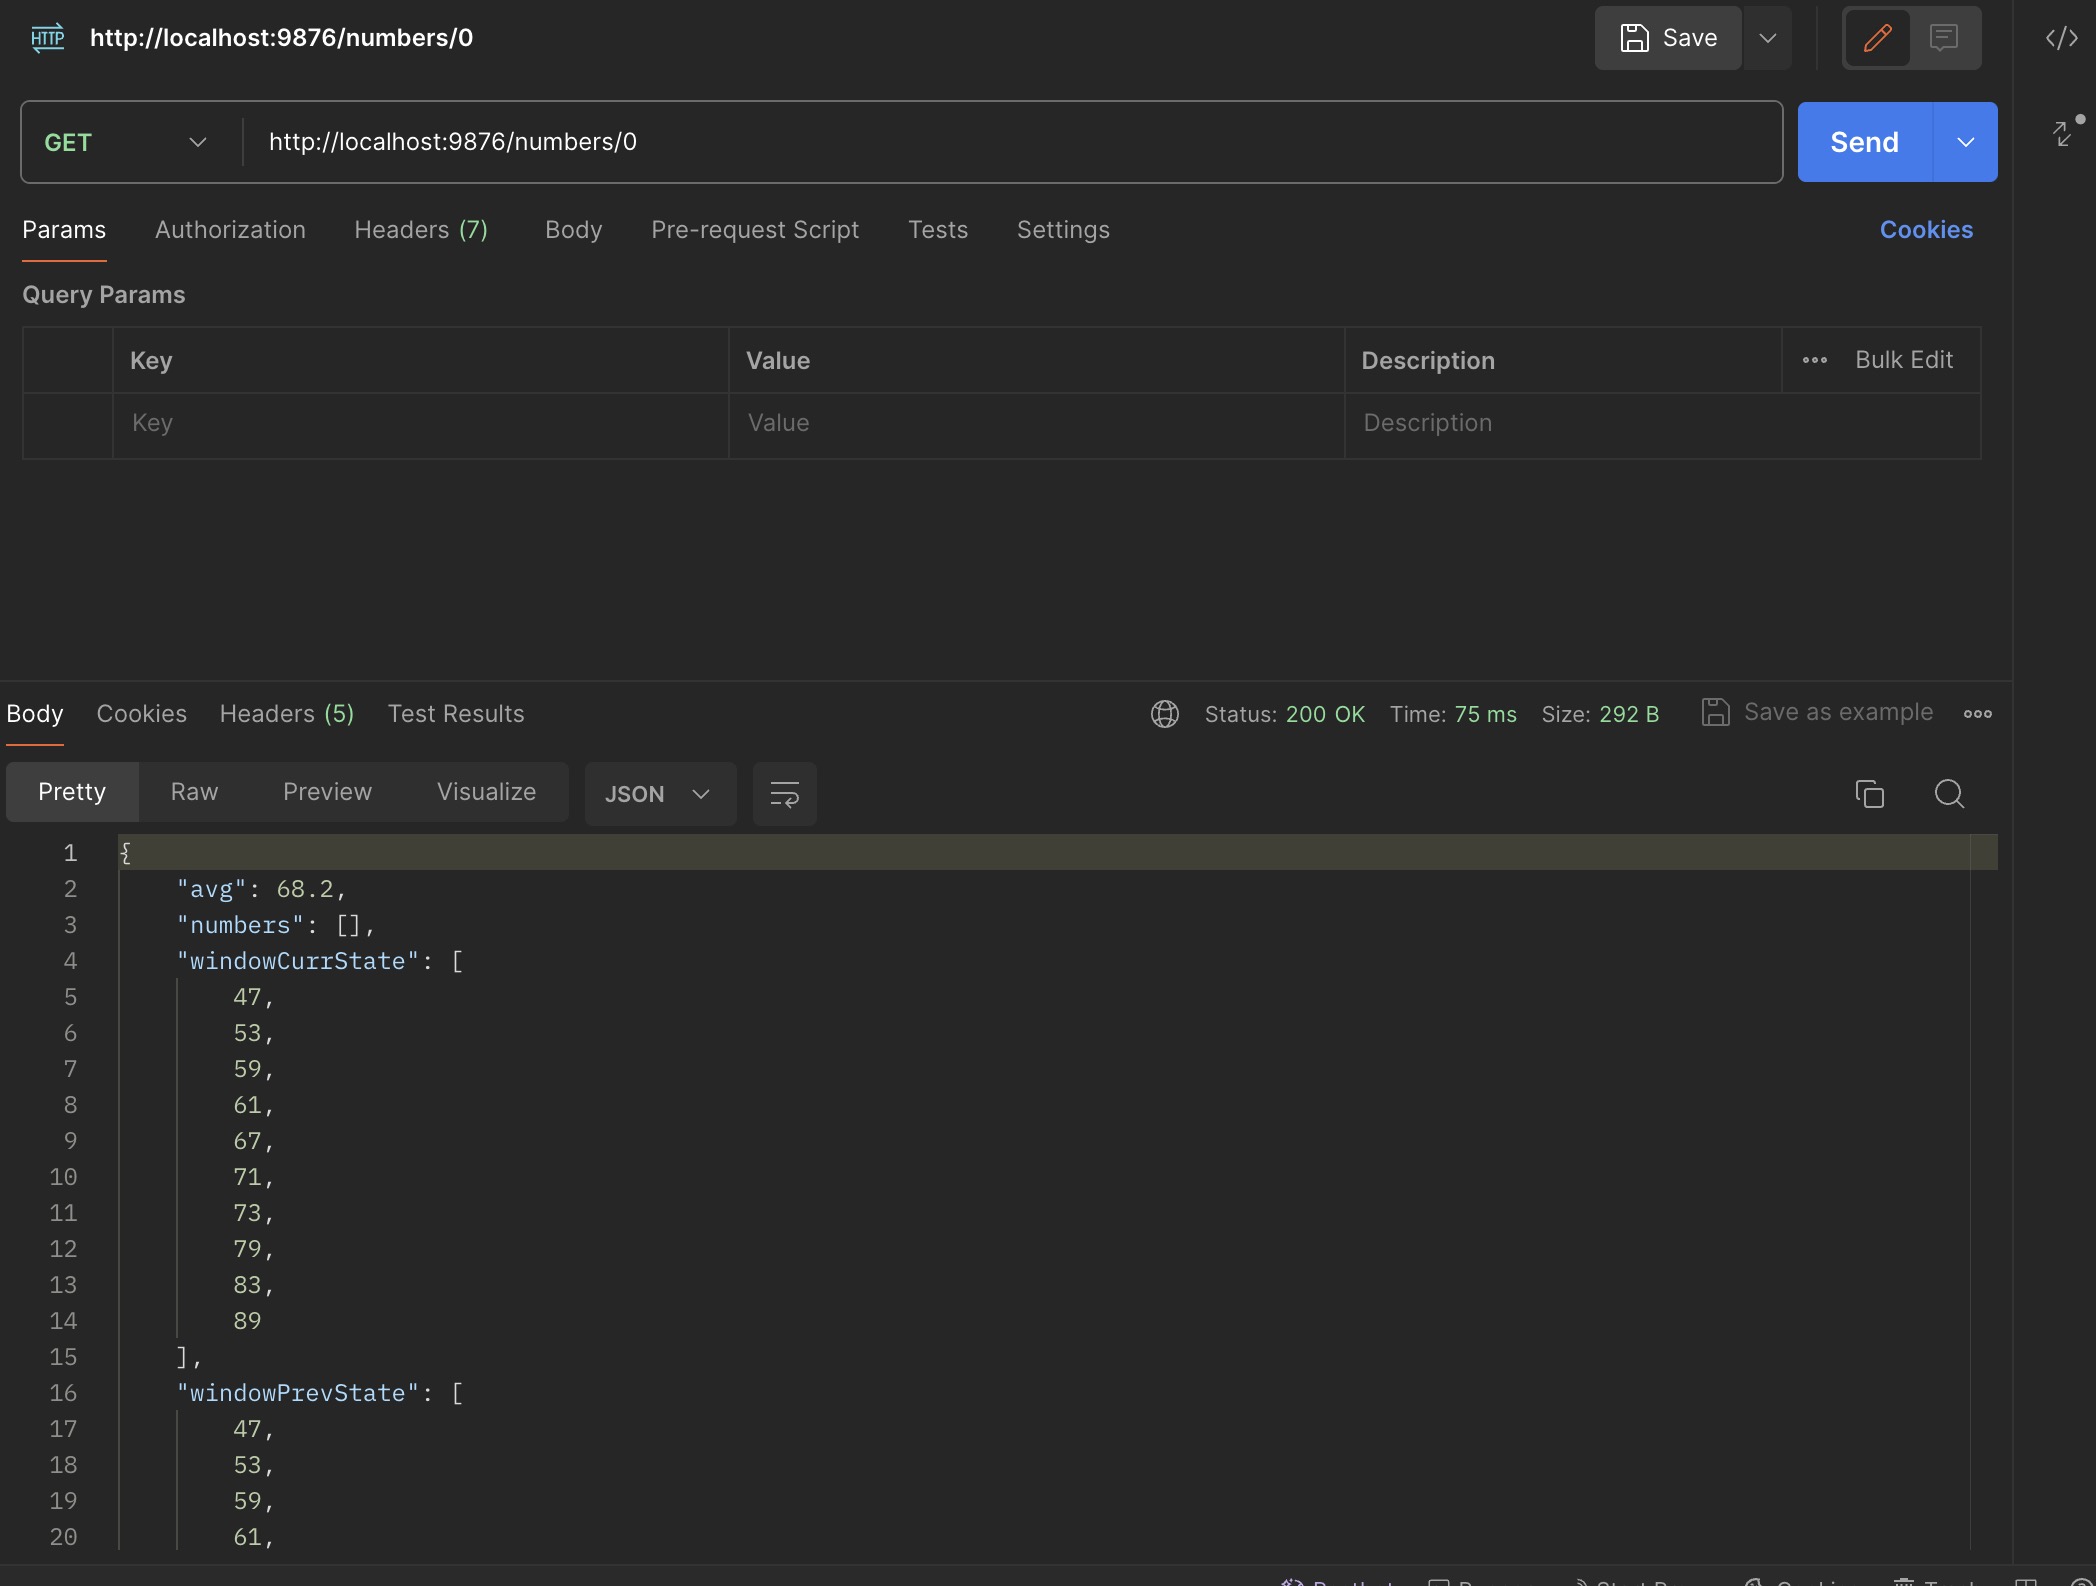 HTTP http://localhost:9876/numbers/0 Save
GET http://localhost:9876/numbers/0 Send
Params Authorization Headers (7) Body Pre-request Script Tests Settings Cookies
Query Params
Key Value Description Bulk Edit
Key Value Description
Body Cookies Headers (5) Test Results Status: 200 OK Time: 75 ms Size: 292 B Save as example
Pretty Raw Preview Visualize JSON
1 {
2 "avg": 68.2,
3 "numbers": [],
4 "windowCurrState": [
5 47,
6 53,
7 59,
8 61,
9 67,
10 71,
11 73,
12 79,
13 83,
14 89
15 ],
16 "windowPrevState": [
17 47,
18 53,
19 59,
20 61,